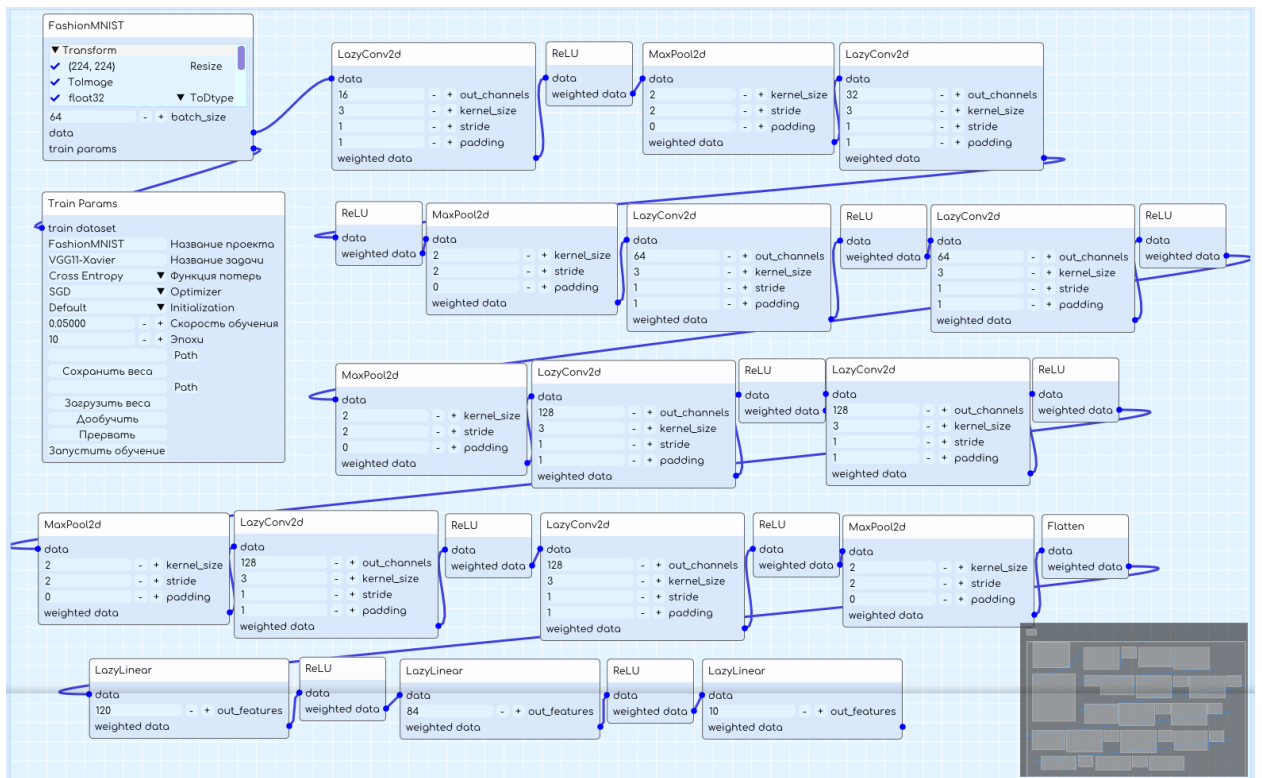 FashionMNIST
▼ Transform
(224, 224) Resize
ToImage
float32 ▼ ToDtype
64 - + batch_size
data
train params
LazyConv2d
data
16 - + out_channels
3 - + kernel_size
1 - + stride
1 - + padding
weighted data
ReLU
data
weighted data
MaxPool2d
data
2 - + kernel_size
2 - + stride
0 - + padding
weighted data
LazyConv2d
data
32 - + out_channels
3 - + kernel_size
1 - + stride
1 - + padding
weighted data
Train Params
train dataset
FashionMNIST Название проекта
VGG11-Xavier Название задачи
Cross Entropy ▼ Функция потерь
SGD ▼ Optimizer
Default ▼ Initialization
0.05000 - + Скорость обучения
10 - + Эпохи
Path
Сохранить веса
Path
Загрузить веса
Дообучить
Прервать
Запустить обучение
ReLU
data
weighted data
MaxPool2d
data
2 - + kernel_size
2 - + stride
0 - + padding
weighted data
LazyConv2d
data
64 - + out_channels
3 - + kernel_size
1 - + stride
1 - + padding
weighted data
ReLU
data
weighted data
LazyConv2d
data
64 - + out_channels
3 - + kernel_size
1 - + stride
1 - + padding
weighted data
ReLU
data
weighted data
MaxPool2d
data
2 - + kernel_size
2 - + stride
0 - + padding
weighted data
LazyConv2d
data
128 - + out_channels
3 - + kernel_size
1 - + stride
1 - + padding
weighted data
ReLU
data
weighted data
LazyConv2d
data
128 - + out_channels
3 - + kernel_size
1 - + stride
1 - + padding
weighted data
ReLU
data
weighted data
MaxPool2d
data
2 - + kernel_size
2 - + stride
0 - + padding
weighted data
LazyConv2d
data
128 - + out_channels
3 - + kernel_size
1 - + stride
1 - + padding
weighted data
ReLU
data
weighted data
LazyConv2d
data
128 - + out_channels
3 - + kernel_size
1 - + stride
1 - + padding
weighted data
ReLU
data
weighted data
MaxPool2d
data
2 - + kernel_size
2 - + stride
0 - + padding
weighted data
Flatten
data
weighted data
LazyLinear
data
120 - + out_features
weighted data
ReLU
data
weighted data
LazyLinear
data
84 - + out_features
weighted data
ReLU
data
weighted data
LazyLinear
data
10 - + out_features
weighted data